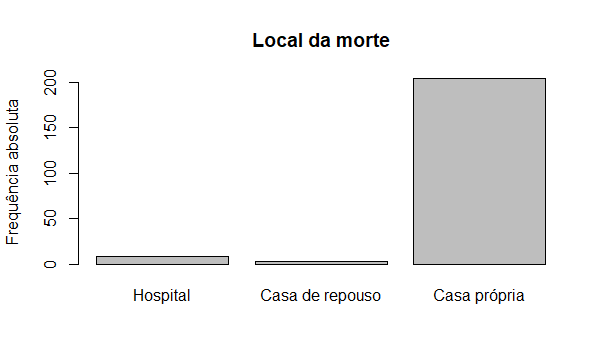 Local da morte
Frequência absoluta
200
150
100
50
0
Hospital
Casa de repouso
Casa própria